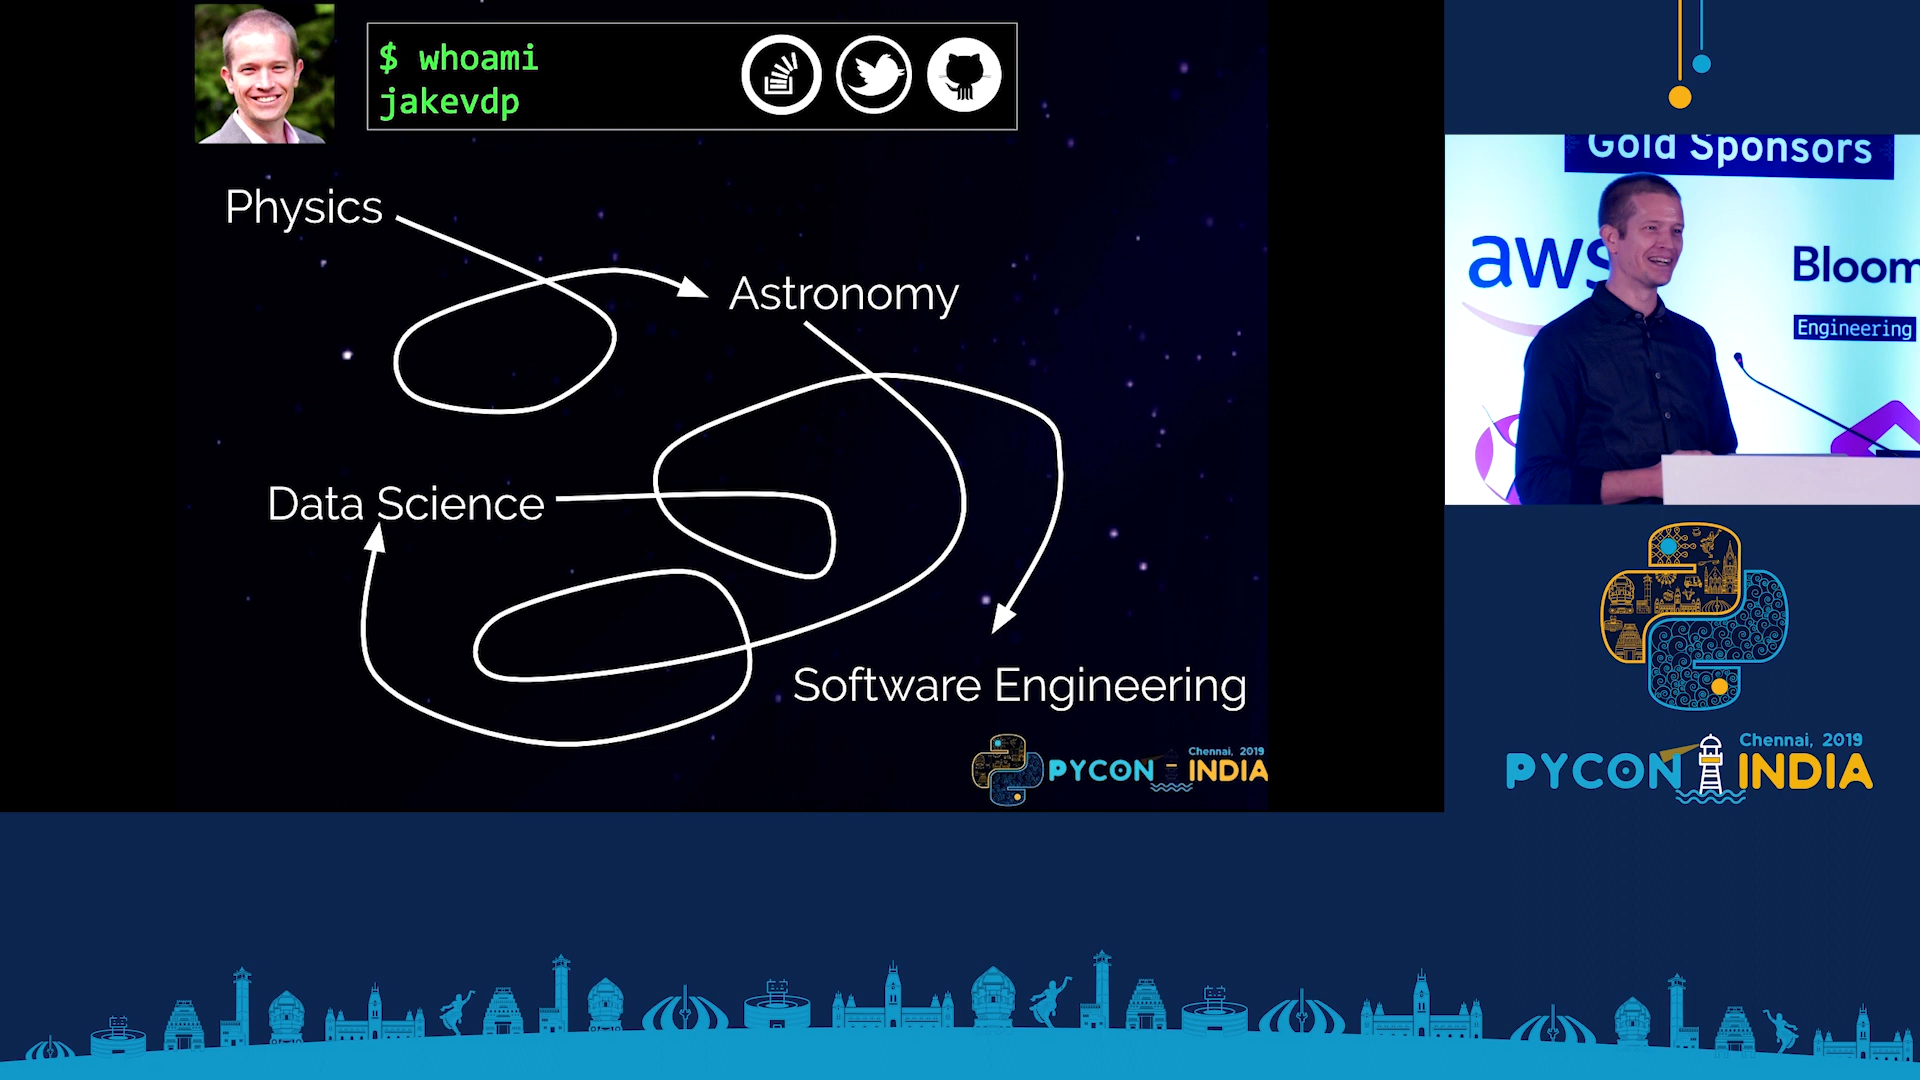 $ whoami
jakevdp
Physics
Astronomy
Data Science
Software Engineering
Chennai, 2019
PYCON INDIA
Gold Sponsors
aws
Bloom
Engineering
Chennai, 2019
PYCON INDIA